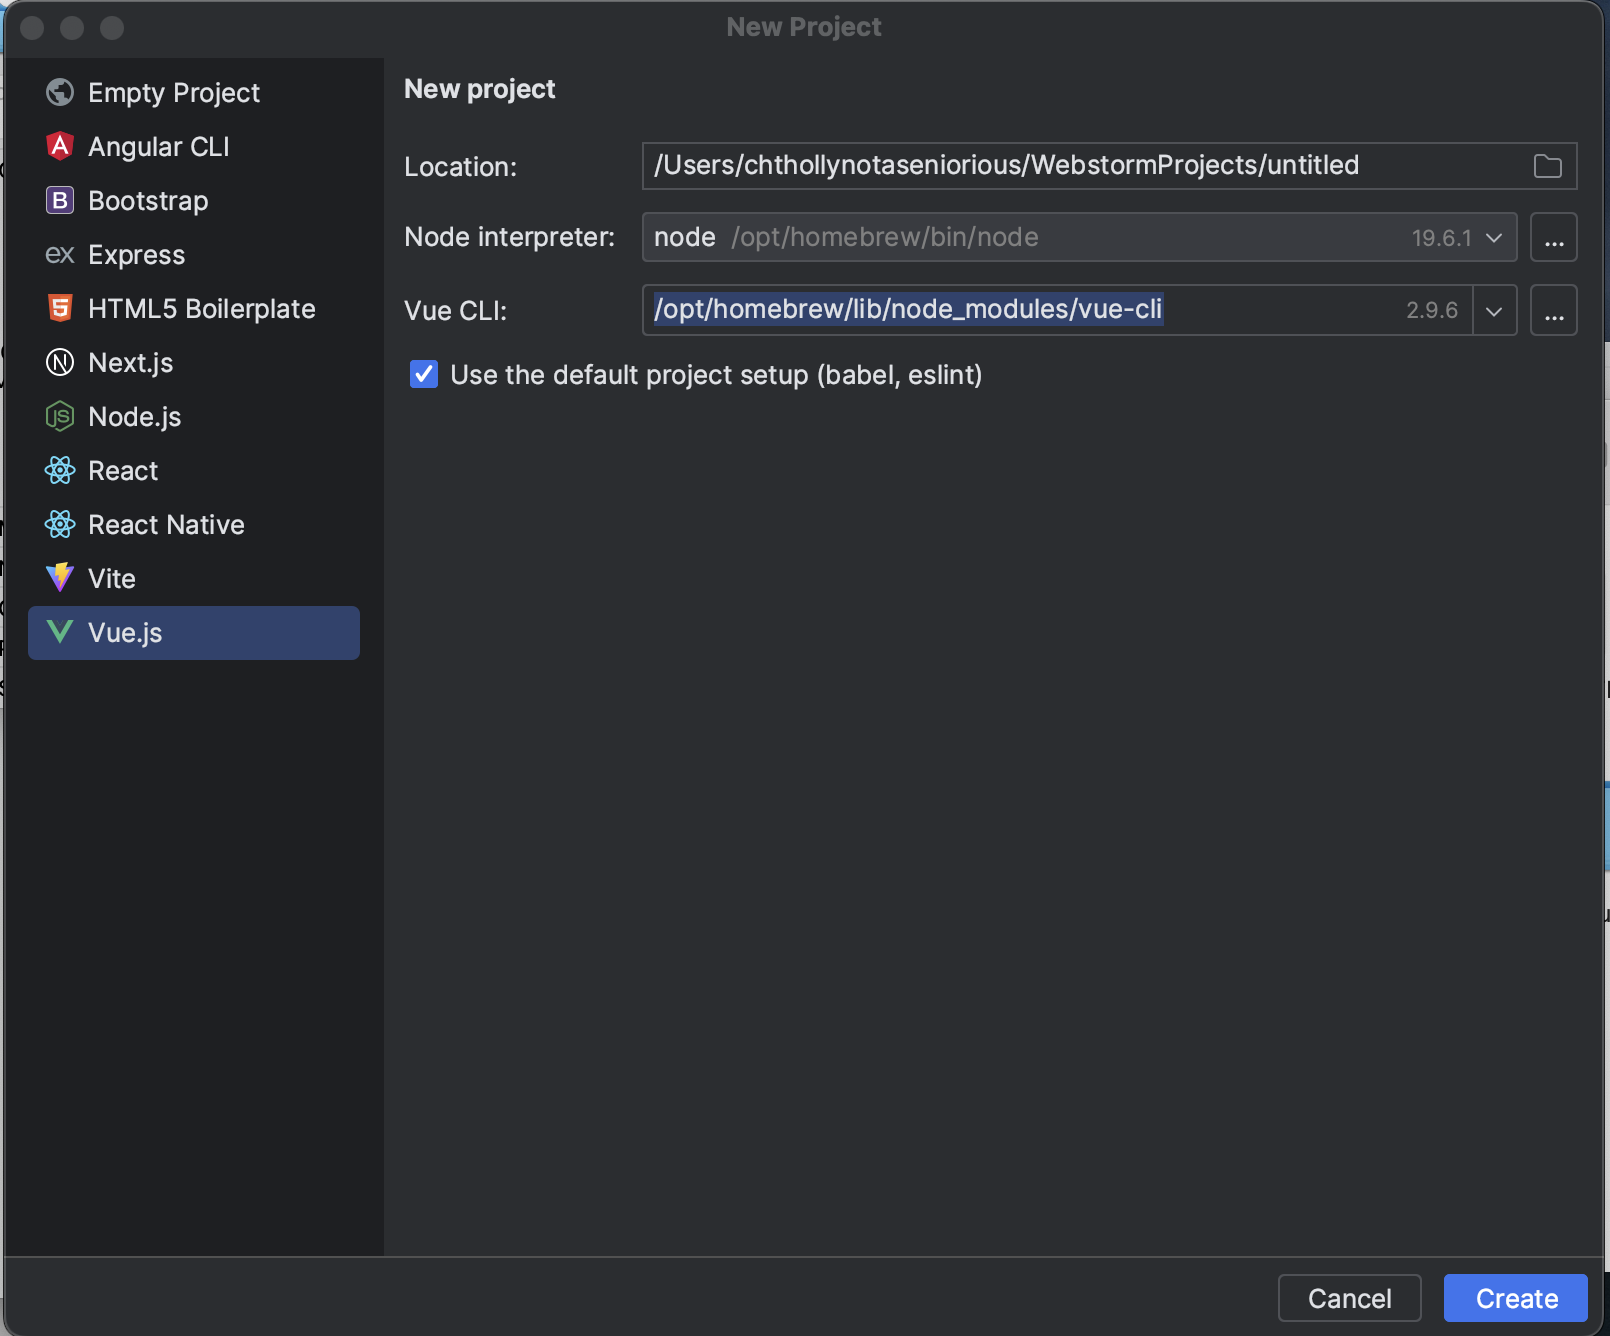 New Project
Empty Project
Angular CLI
Bootstrap
Express
HTML5 Boilerplate
Next.js
Node.js
React
React Native
Vite
Vue.js
New project
Location: /Users/chthollynotaseniorious/WebstormProjects/untitled
Node interpreter: node /opt/homebrew/bin/node 19.6.1 ...
Vue CLI: /opt/homebrew/lib/node_modules/vue-cli 2.9.6 ...
Use the default project setup (babel, eslint)
Cancel Create